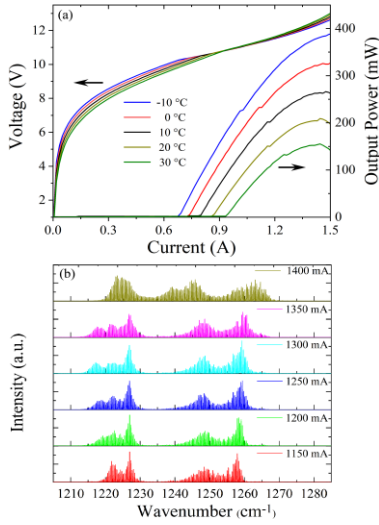 (a)
Voltage (V)
14
12
10
8
6
4
2
-10 °C
0 °C
10 °C
20 °C
30 °C
400
300
200
100
0
Output Power (mW)
0.0 0.3 0.6 0.9 1.2 1.5
Current (A)
(b)
Intensity (a.u.)
1400 mA
1350 mA
1300 mA
1250 mA
1200 mA
1150 mA
1210 1220 1230 1240 1250 1260 1270 1280
Wavenumber (cm-1)